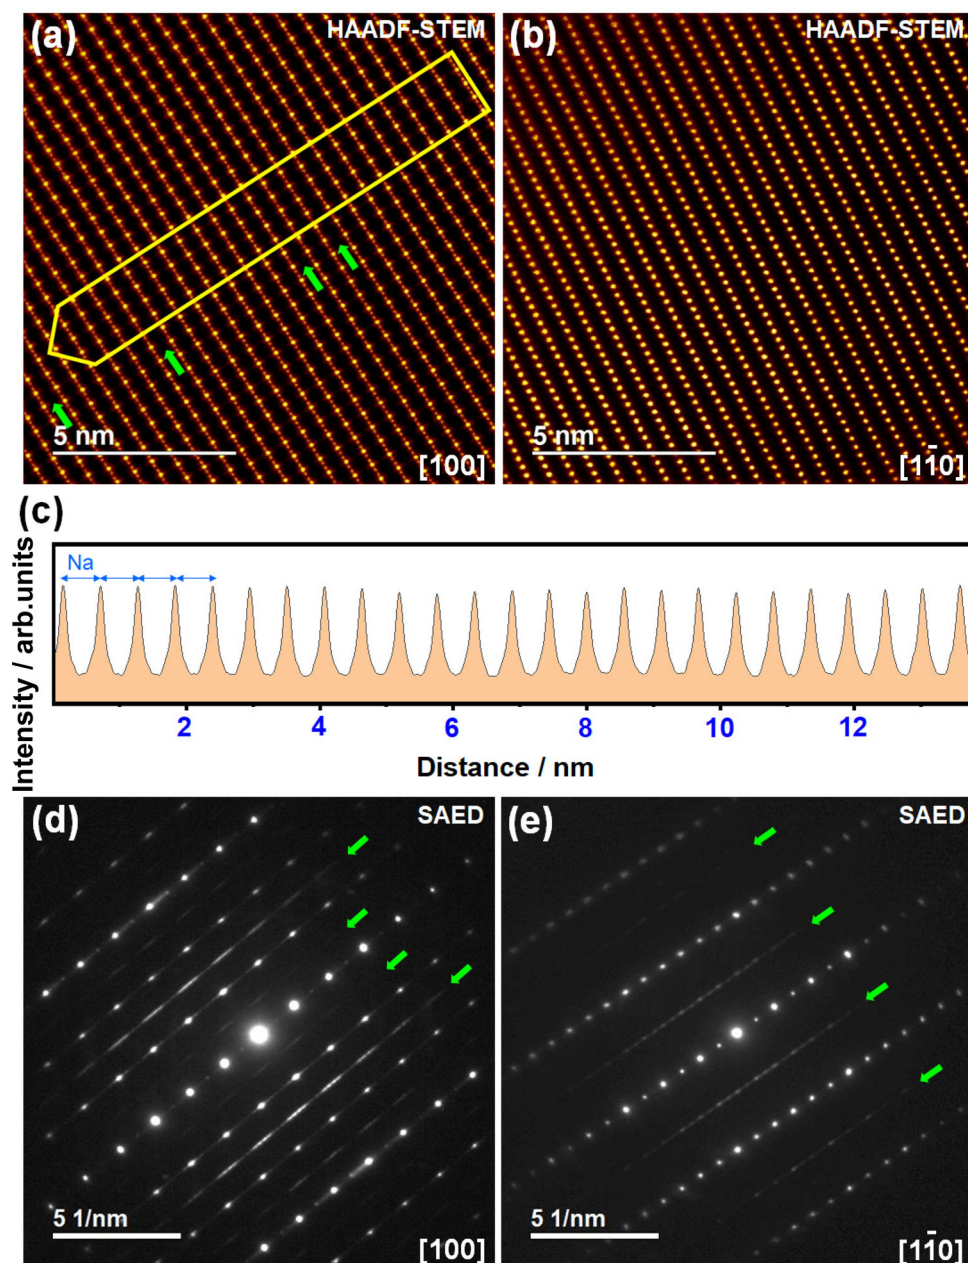 (a) HAADF-STEM
5 nm
[100]
(b) HAADF-STEM
5 nm
[11̅0]
(c)
Intensity / arb.units
Na
2 4 6 8 10 12
Distance / nm
(d) SAED
5 1/nm
[100]
(e) SAED
5 1/nm
[11̅0]